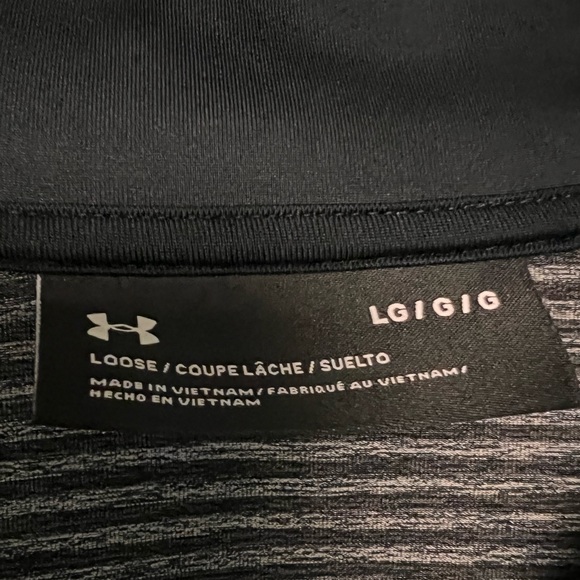 LG/G/G
LOOSE / COUPE LÂCHE / SUELTO
MADE IN VIETNAM / FABRIQUÉ AU VIETNAM /
HECHO EN VIETNAM